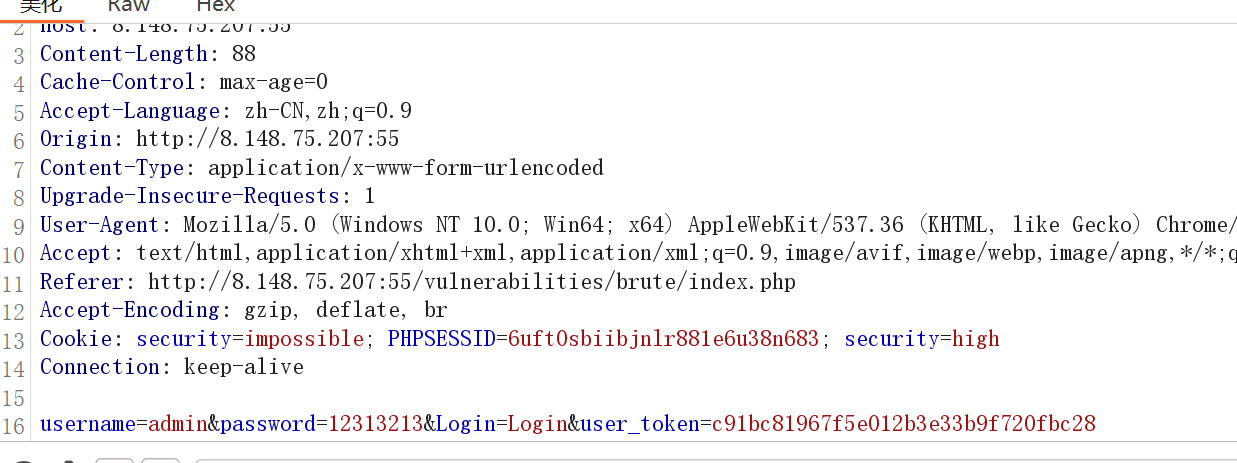 美化 Raw Hex
2 Host: 8.148.75.207:55
3 Content-Length: 88
4 Cache-Control: max-age=0
5 Accept-Language: zh-CN,zh;q=0.9
6 Origin: http://8.148.75.207:55
7 Content-Type: application/x-www-form-urlencoded
8 Upgrade-Insecure-Requests: 1
9 User-Agent: Mozilla/5.0 (Windows NT 10.0; Win64; x64) AppleWebKit/537.36 (KHTML, like Gecko) Chrome/
10 Accept: text/html,application/xhtml+xml,application/xml;q=0.9,image/avif,image/webp,image/apng,*/*;q
11 Referer: http://8.148.75.207:55/vulnerabilities/brute/index.php
12 Accept-Encoding: gzip, deflate, br
13 Cookie: security=impossible; PHPSESSID=6uft0sbiibjnlr881e6u38n683; security=high
14 Connection: keep-alive
15
16 username=admin&password=12313213&Login=Login&user_token=c91bc81967f5e012b3e33b9f720fbc28